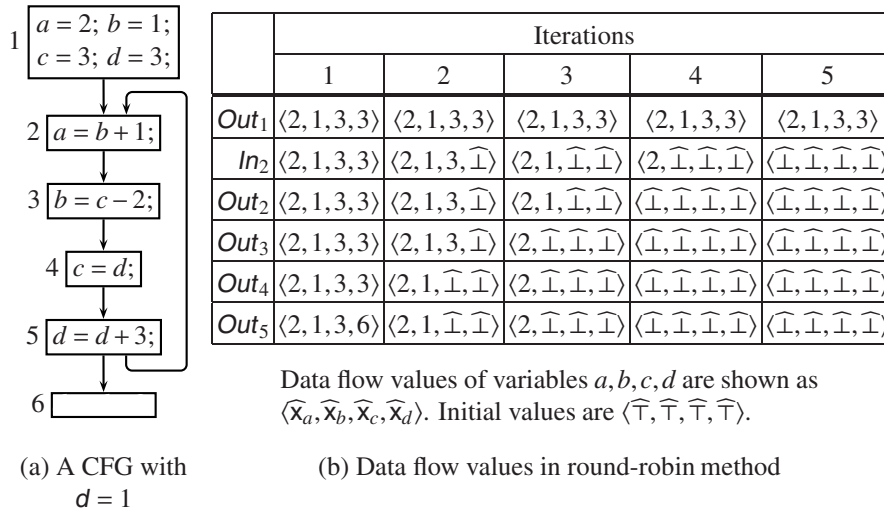 1 a = 2; b = 1;
c = 3; d = 3;
2 a = b + 1;
3 b = c − 2;
4 c = d;
5 d = d + 3;
6
(a) A CFG with
d = 1
Iterations
1 2 3 4 5
Out₁ ⟨2,1,3,3⟩ ⟨2,1,3,3⟩ ⟨2,1,3,3⟩ ⟨2,1,3,3⟩ ⟨2,1,3,3⟩
In₂ ⟨2,1,3,3⟩ ⟨2,1,3,⊥̂⟩ ⟨2,1,⊥̂,⊥̂⟩ ⟨2,⊥̂,⊥̂,⊥̂⟩ ⟨⊥̂,⊥̂,⊥̂,⊥̂⟩
Out₂ ⟨2,1,3,3⟩ ⟨2,1,3,⊥̂⟩ ⟨2,1,⊥̂,⊥̂⟩ ⟨⊥̂,⊥̂,⊥̂,⊥̂⟩ ⟨⊥̂,⊥̂,⊥̂,⊥̂⟩
Out₃ ⟨2,1,3,3⟩ ⟨2,1,3,⊥̂⟩ ⟨2,⊥̂,⊥̂,⊥̂⟩ ⟨⊥̂,⊥̂,⊥̂,⊥̂⟩ ⟨⊥̂,⊥̂,⊥̂,⊥̂⟩
Out₄ ⟨2,1,3,3⟩ ⟨2,1,⊥̂,⊥̂⟩ ⟨2,⊥̂,⊥̂,⊥̂⟩ ⟨⊥̂,⊥̂,⊥̂,⊥̂⟩ ⟨⊥̂,⊥̂,⊥̂,⊥̂⟩
Out₅ ⟨2,1,3,6⟩ ⟨2,1,⊥̂,⊥̂⟩ ⟨2,⊥̂,⊥̂,⊥̂⟩ ⟨⊥̂,⊥̂,⊥̂,⊥̂⟩ ⟨⊥̂,⊥̂,⊥̂,⊥̂⟩
Data flow values of variables a,b,c,d are shown as
⟨x̂_a,x̂_b,x̂_c,x̂_d⟩. Initial values are ⟨⊤̂,⊤̂,⊤̂,⊤̂⟩.
(b) Data flow values in round-robin method